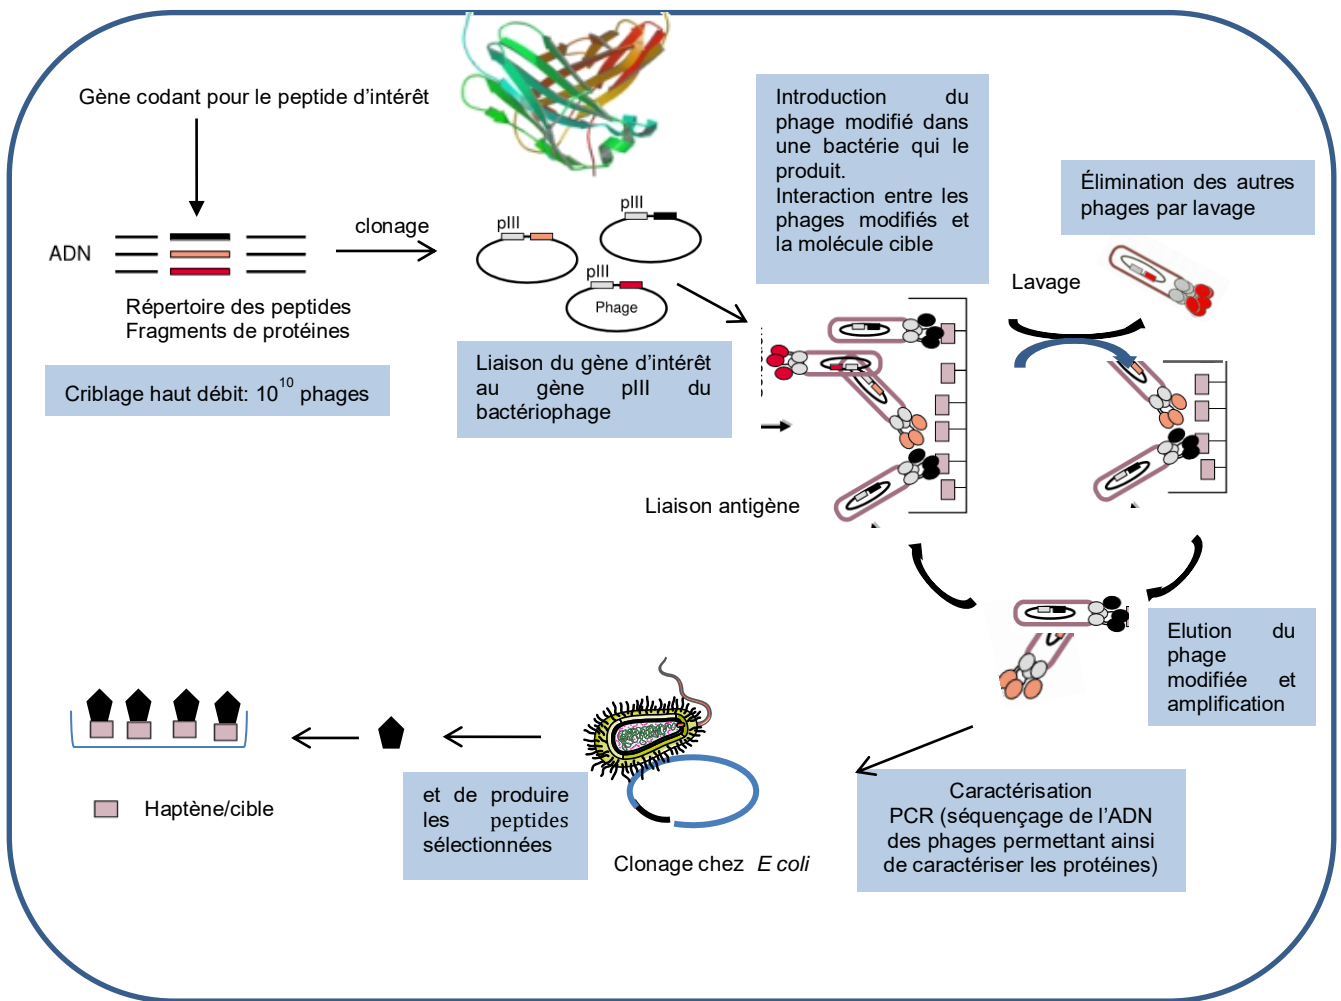 Gène codant pour le peptide d'intérêt
ADN
Répertoire des peptides
Fragments de protéines
Criblage haut débit: 10^10 phages
clonage
pIII
pIII
pIII
Phage
Liaison du gène d'intérêt
au gène pIII du
bactériophage
Introduction du
phage modifié dans
une bactérie qui le
produit.
Interaction entre les
phages modifiés et
la molécule cible
Liaison antigène
Élimination des autres
phages par lavage
Lavage
Elution du
phage
modifiée et
amplification
Caractérisation
PCR (séquençage de l'ADN
des phages permettant ainsi
de caractériser les protéines)
Clonage chez E coli
et de produire
les peptides
sélectionnées
Haptène/cible